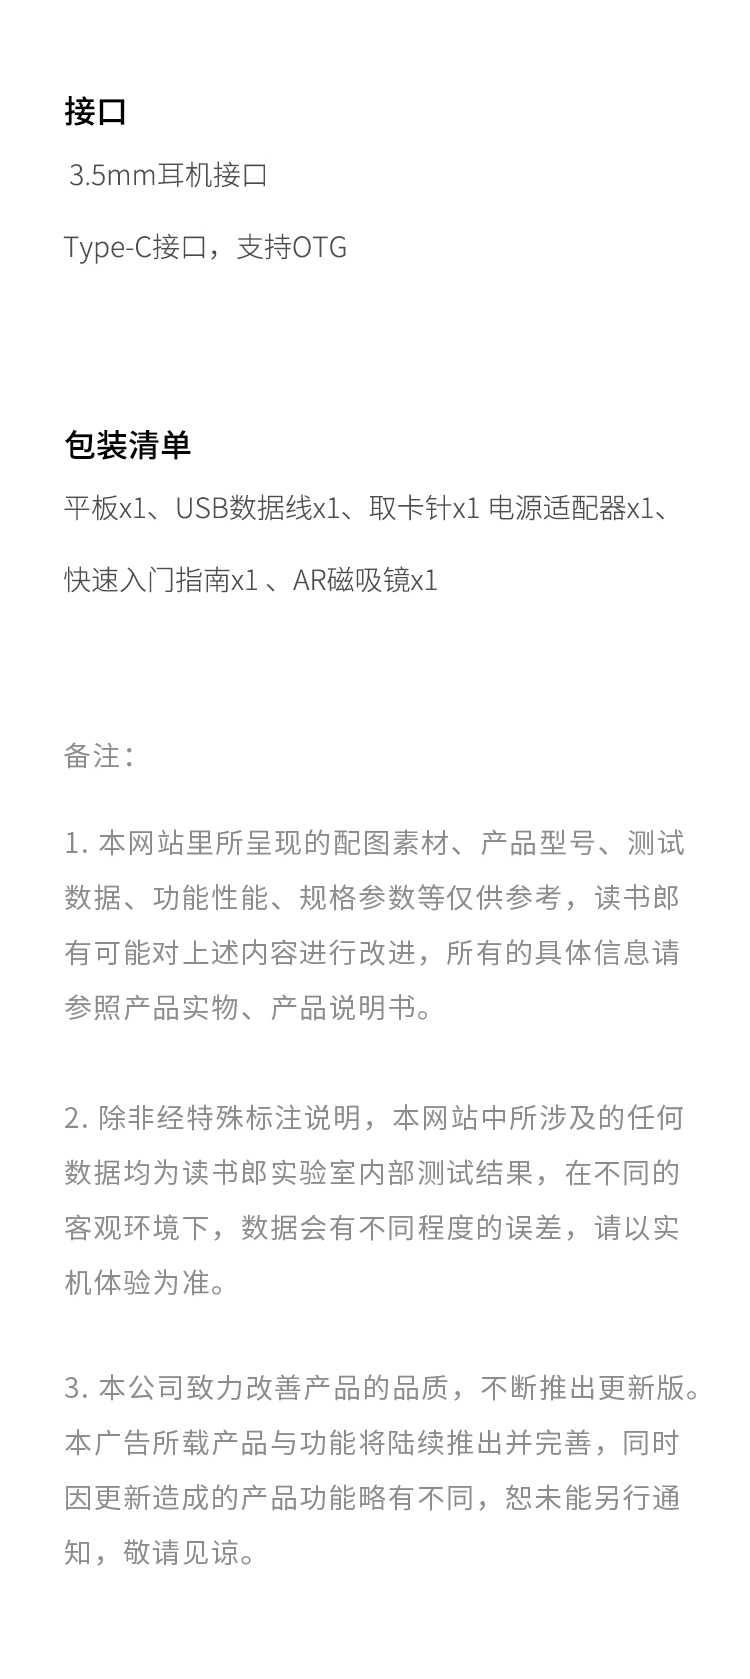 接口
3.5mm耳机接口
Type-C接口，支持OTG
包装清单
平板x1、USB数据线x1、取卡针x1 电源适配器x1、
快速入门指南x1 、AR磁吸镜x1
备注：
1. 本网站里所呈现的配图素材、产品型号、测试
数据、功能性能、规格参数等仅供参考，读书郎
有可能对上述内容进行改进，所有的具体信息请
参照产品实物、产品说明书。
2. 除非经特殊标注说明，本网站中所涉及的任何
数据均为读书郎实验室内部测试结果，在不同的
客观环境下，数据会有不同程度的误差，请以实
机体验为准。
3. 本公司致力改善产品的品质，不断推出更新版。
本广告所载产品与功能将陆续推出并完善，同时
因更新造成的产品功能略有不同，恕未能另行通
知，敬请见谅。